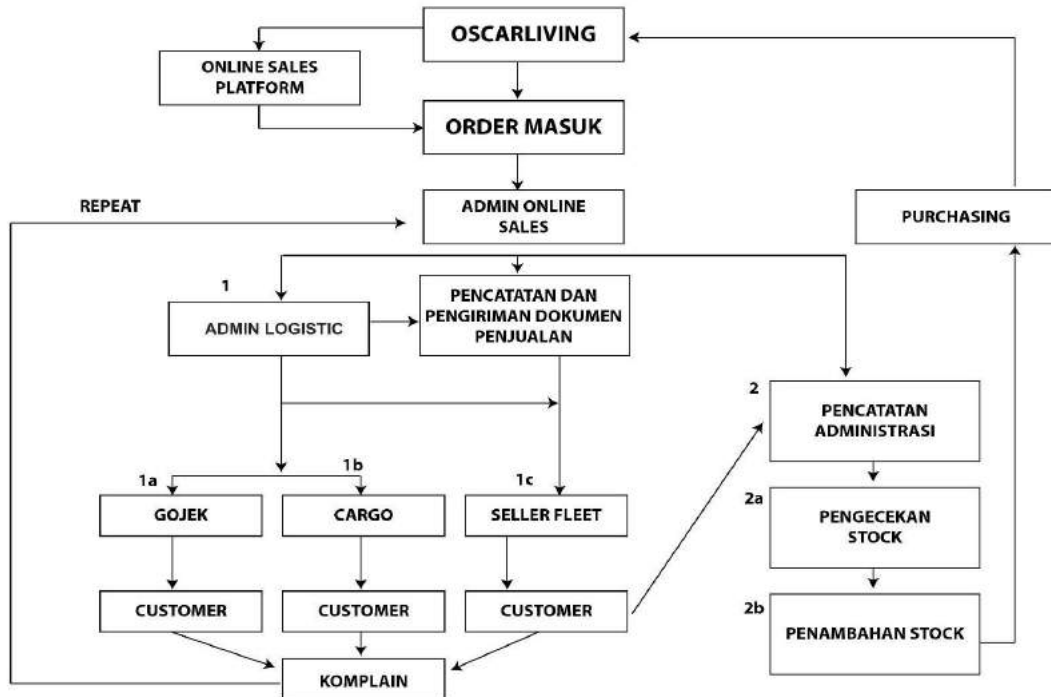 OSCARLIVING
ONLINE SALES
PLATFORM
ORDER MASUK
REPEAT
ADMIN ONLINE
SALES
PURCHASING
1
ADMIN LOGISTIC
PENCATATAN DAN
PENGIRIMAN DOKUMEN
PENJUALAN
2
PENCATATAN
ADMINISTRASI
1a
GOJEK
1b
CARGO
1c
SELLER FLEET
2a
PENGECEKAN
STOCK
CUSTOMER
CUSTOMER
CUSTOMER
2b
PENAMBAHAN STOCK
KOMPLAIN